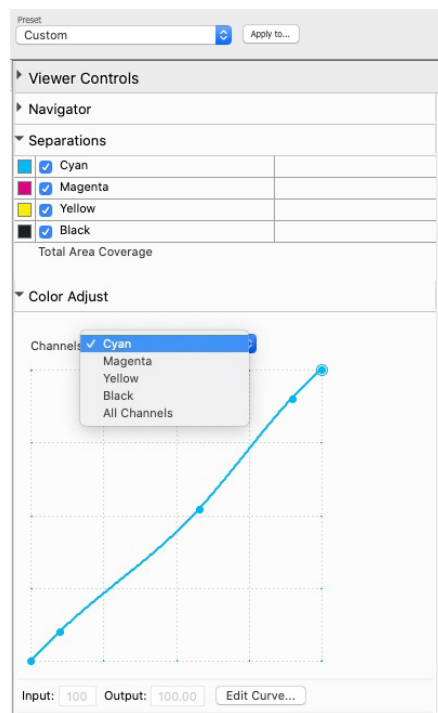 Preset
Custom
Apply to...
Viewer Controls
Navigator
Separations
Cyan
Magenta
Yellow
Black
Total Area Coverage
Color Adjust
Channels
✓ Cyan
Magenta
Yellow
Black
All Channels
Input: 100 Output: 100.00 Edit Curve...